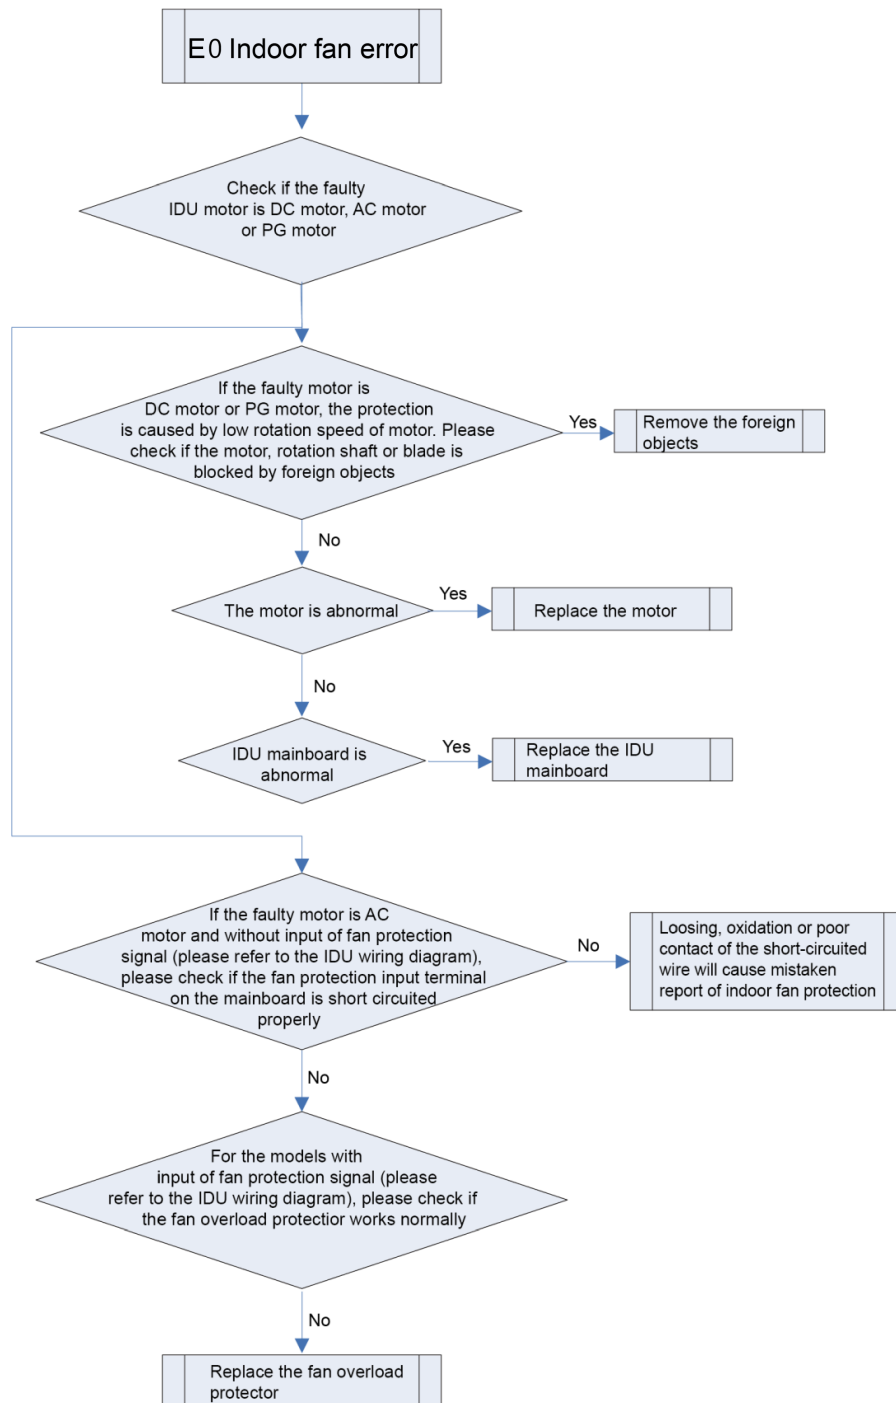 E0 Indoor fan error
Check if the faulty
IDU motor is DC motor, AC motor
or PG motor
If the faulty motor is
DC motor or PG motor, the protection
is caused by low rotation speed of motor. Please
check if the motor, rotation shaft or blade is
blocked by foreign objects
Yes
Remove the foreign
objects
No
The motor is abnormal
Yes
Replace the motor
No
IDU mainboard is
abnormal
Yes
Replace the IDU
mainboard
If the faulty motor is AC
motor and without input of fan protection
signal (please refer to the IDU wiring diagram),
please check if the fan protection input terminal
on the mainboard is short circuited
properly
No
Loosing, oxidation or poor
contact of the short-circuited
wire will cause mistaken
report of indoor fan protection
No
For the models with
input of fan protection signal (please
refer to the IDU wiring diagram), please check if
the fan overload protectior works normally
No
Replace the fan overload
protector